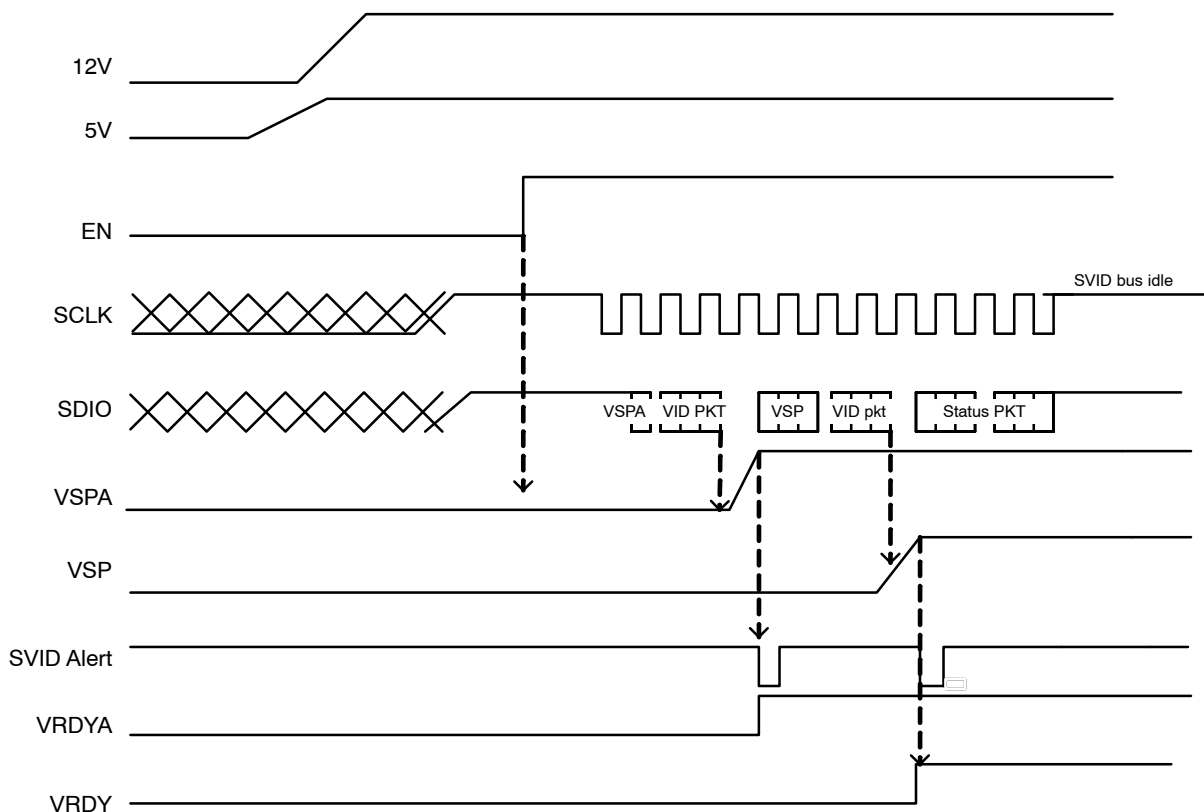 12V
5V
EN
SVID bus idle
SCLK
SDIO
VSPA VID PKT VSP VID pkt Status PKT
VSPA
VSP
SVID Alert
VRDYA
VRDY